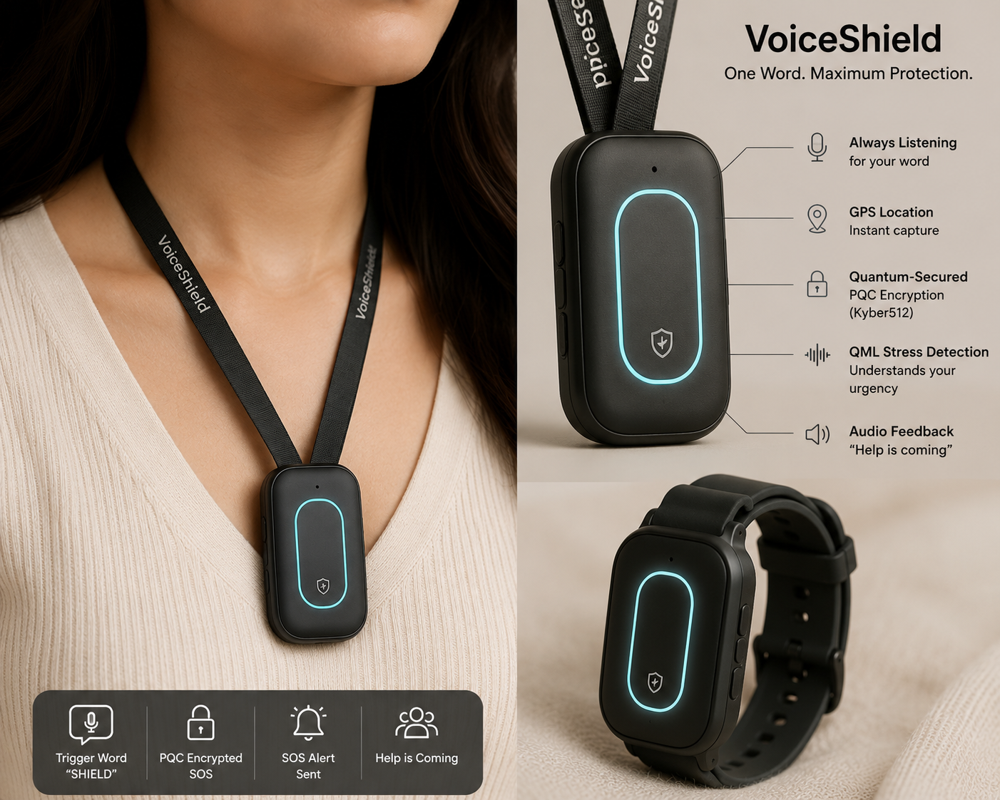 VoiceShield
VoiceShield
Trigger Word
“SHIELD”
PQC Encrypted
SOS
SOS Alert
Sent
Help is Coming
VoiceShield
One Word. Maximum Protection.
Always Listening
for your word
GPS Location
Instant capture
Quantum-Secured
PQC Encryption
(Kyber512)
QML Stress Detection
Understands your
urgency
Audio Feedback
“Help is coming”